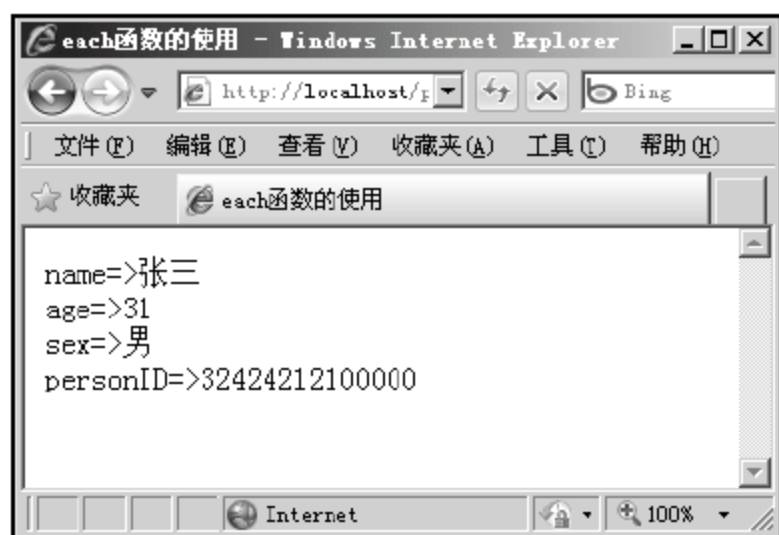 each函数的使用 - Windows Internet Explorer
http://localhost/p
Bing
文件(F) 编辑(E) 查看(V) 收藏夹(A) 工具(T) 帮助(H)
收藏夹 each函数的使用
name=>张三
age=>31
sex=>男
personID=>32424212100000
Internet 100%